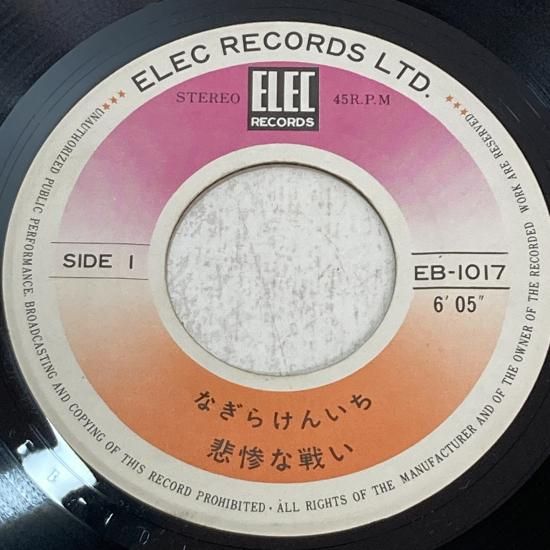 ELEC RECORDS LTD.
STEREO ELEC RECORDS 45R.P.M
SIDE 1
EB-1017
6' 05"
なぎらけんいち
悲惨な戦い
UNAUTHORIZED PUBLIC PERFORMANCE. BROADCASTING AND COPYING OF THIS RECORD PROHIBITED · ALL RIGHTS OF THE MANUFACTURER AND OF THE OWNER OF THE RECORDED WORK ARE RESERVED